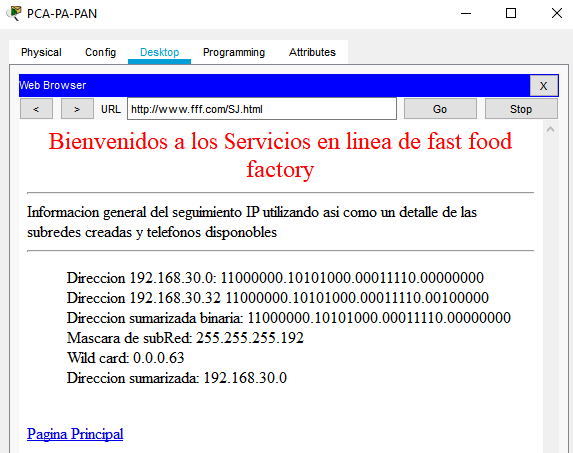 PCA-PA-PAN
Physical Config Desktop Programming Attributes
Web Browser X
< > URL http://www.fff.com/SJ.html Go Stop
Bienvenidos a los Servicios en linea de fast food
factory
Informacion general del seguimiento IP utilizando asi como un detalle de las
subredes creadas y telefonos disponobles
Direccion 192.168.30.0: 11000000.10101000.00011110.00000000
Direccion 192.168.30.32 11000000.10101000.00011110.00100000
Direccion sumarizada binaria: 11000000.10101000.00011110.00000000
Mascara de subRed: 255.255.255.192
Wild card: 0.0.0.63
Direccion sumarizada: 192.168.30.0
Pagina Principal